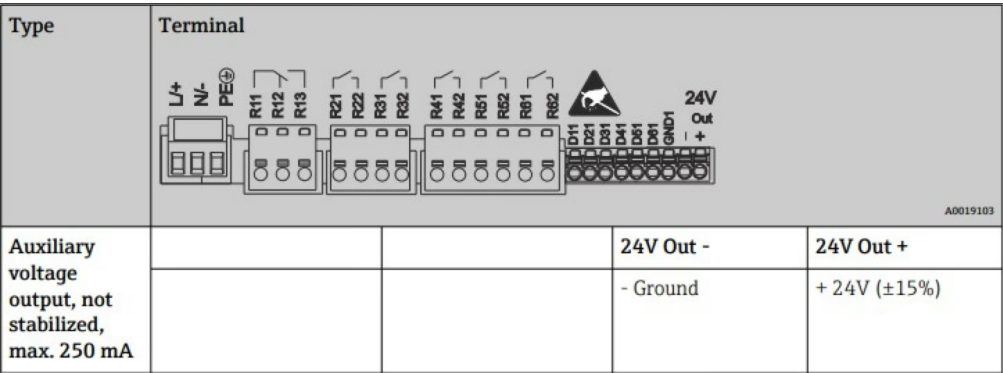 Type
Terminal
L/+
N/-
PE
R11
R12
R13
R21
R22
R31
R32
R41
R42
R51
R52
R61
R62
D11
D21
D31
D41
D51
D61
GND1
24V
Out
- +
A0019103
Auxiliary
voltage
output, not
stabilized,
max. 250 mA
24V Out -
24V Out +
- Ground
+ 24V (±15%)